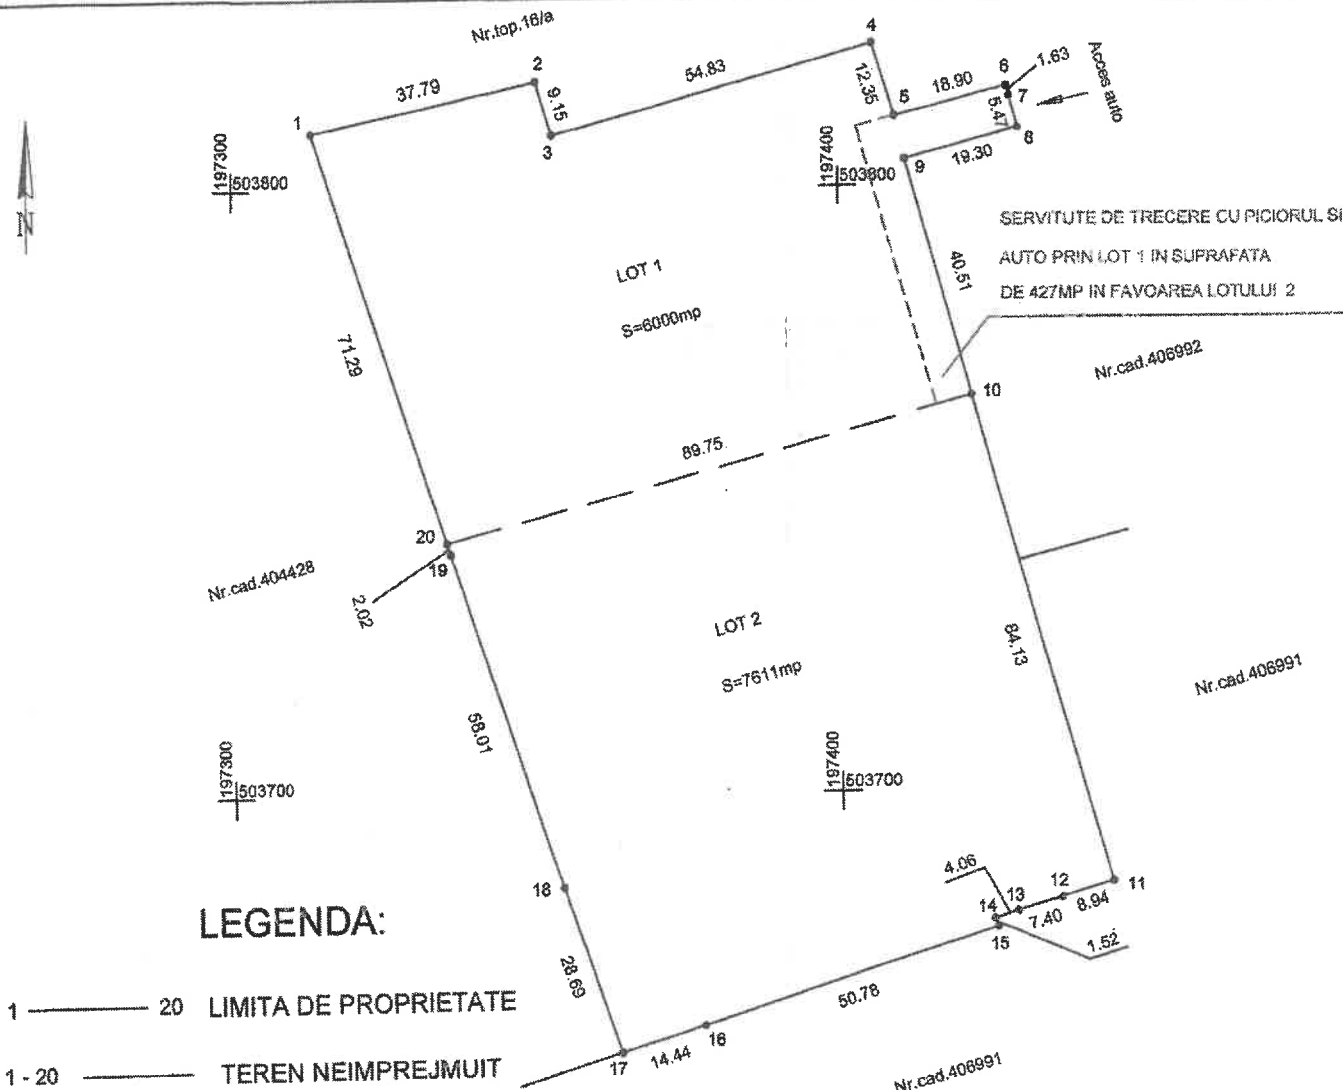 Nr.top.16/a
4
2
54.83
6
1.63
Acces auto
37.79
9.15
12.35
18.90
7
5
5.47
1
3
8
9
19.30
197300
503800
197400
503800
N
SERVITUTE DE TRECERE CU PICIORUL SI
AUTO PRIN LOT 1 IN SUPRAFATA
DE 427MP IN FAVOAREA LOTULUI 2
LOT 1
S=6000mp
40.51
71.29
Nr.cad.406992
10
89.75
20
19
2.02
Nr.cad.404428
LOT 2
S=7611mp
84.13
Nr.cad.406991
58.01
197300
503700
197400
503700
18
4.06
14
13
12
11
7.40
8.94
15
1.52
28.69
50.78
17
14.44
16
Nr.cad.406991
LEGENDA:
1 20 LIMITA DE PROPRIETATE
1 - 20 TEREN NEIMPREJMUIT